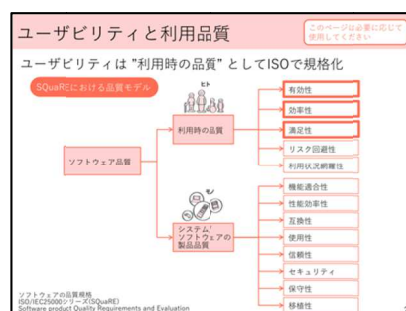 ユーザビリティと利用品質
このページは必要に応じて
使用してください
ユーザビリティは "利用時の品質" としてISOで規格化
SQuaREにおける品質モデル
ヒト
有効性
効率性
利用時の品質
満足性
リスク回避性
利用状況網羅性
ソフトウェア品質
モノ
機能適合性
性能効率性
互換性
システム/
ソフトウェアの
製品品質
使用性
信頼性
セキュリティ
保守性
移植性
ソフトウェアの品質規格
ISO/IEC25000シリーズ(SQuaRE)
Software product Quality Requirements and Evaluation